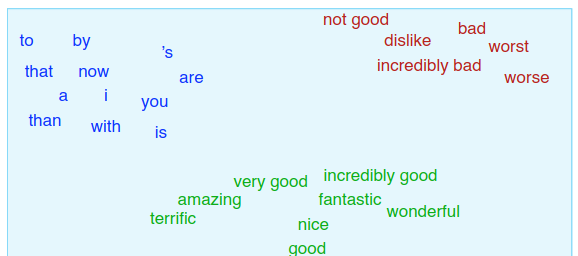 not good
bad
to by dislike
's worst
that now incredibly bad
are worse
a i you
than with is
very good incredibly good
amazing fantastic
terrific wonderful
nice
good